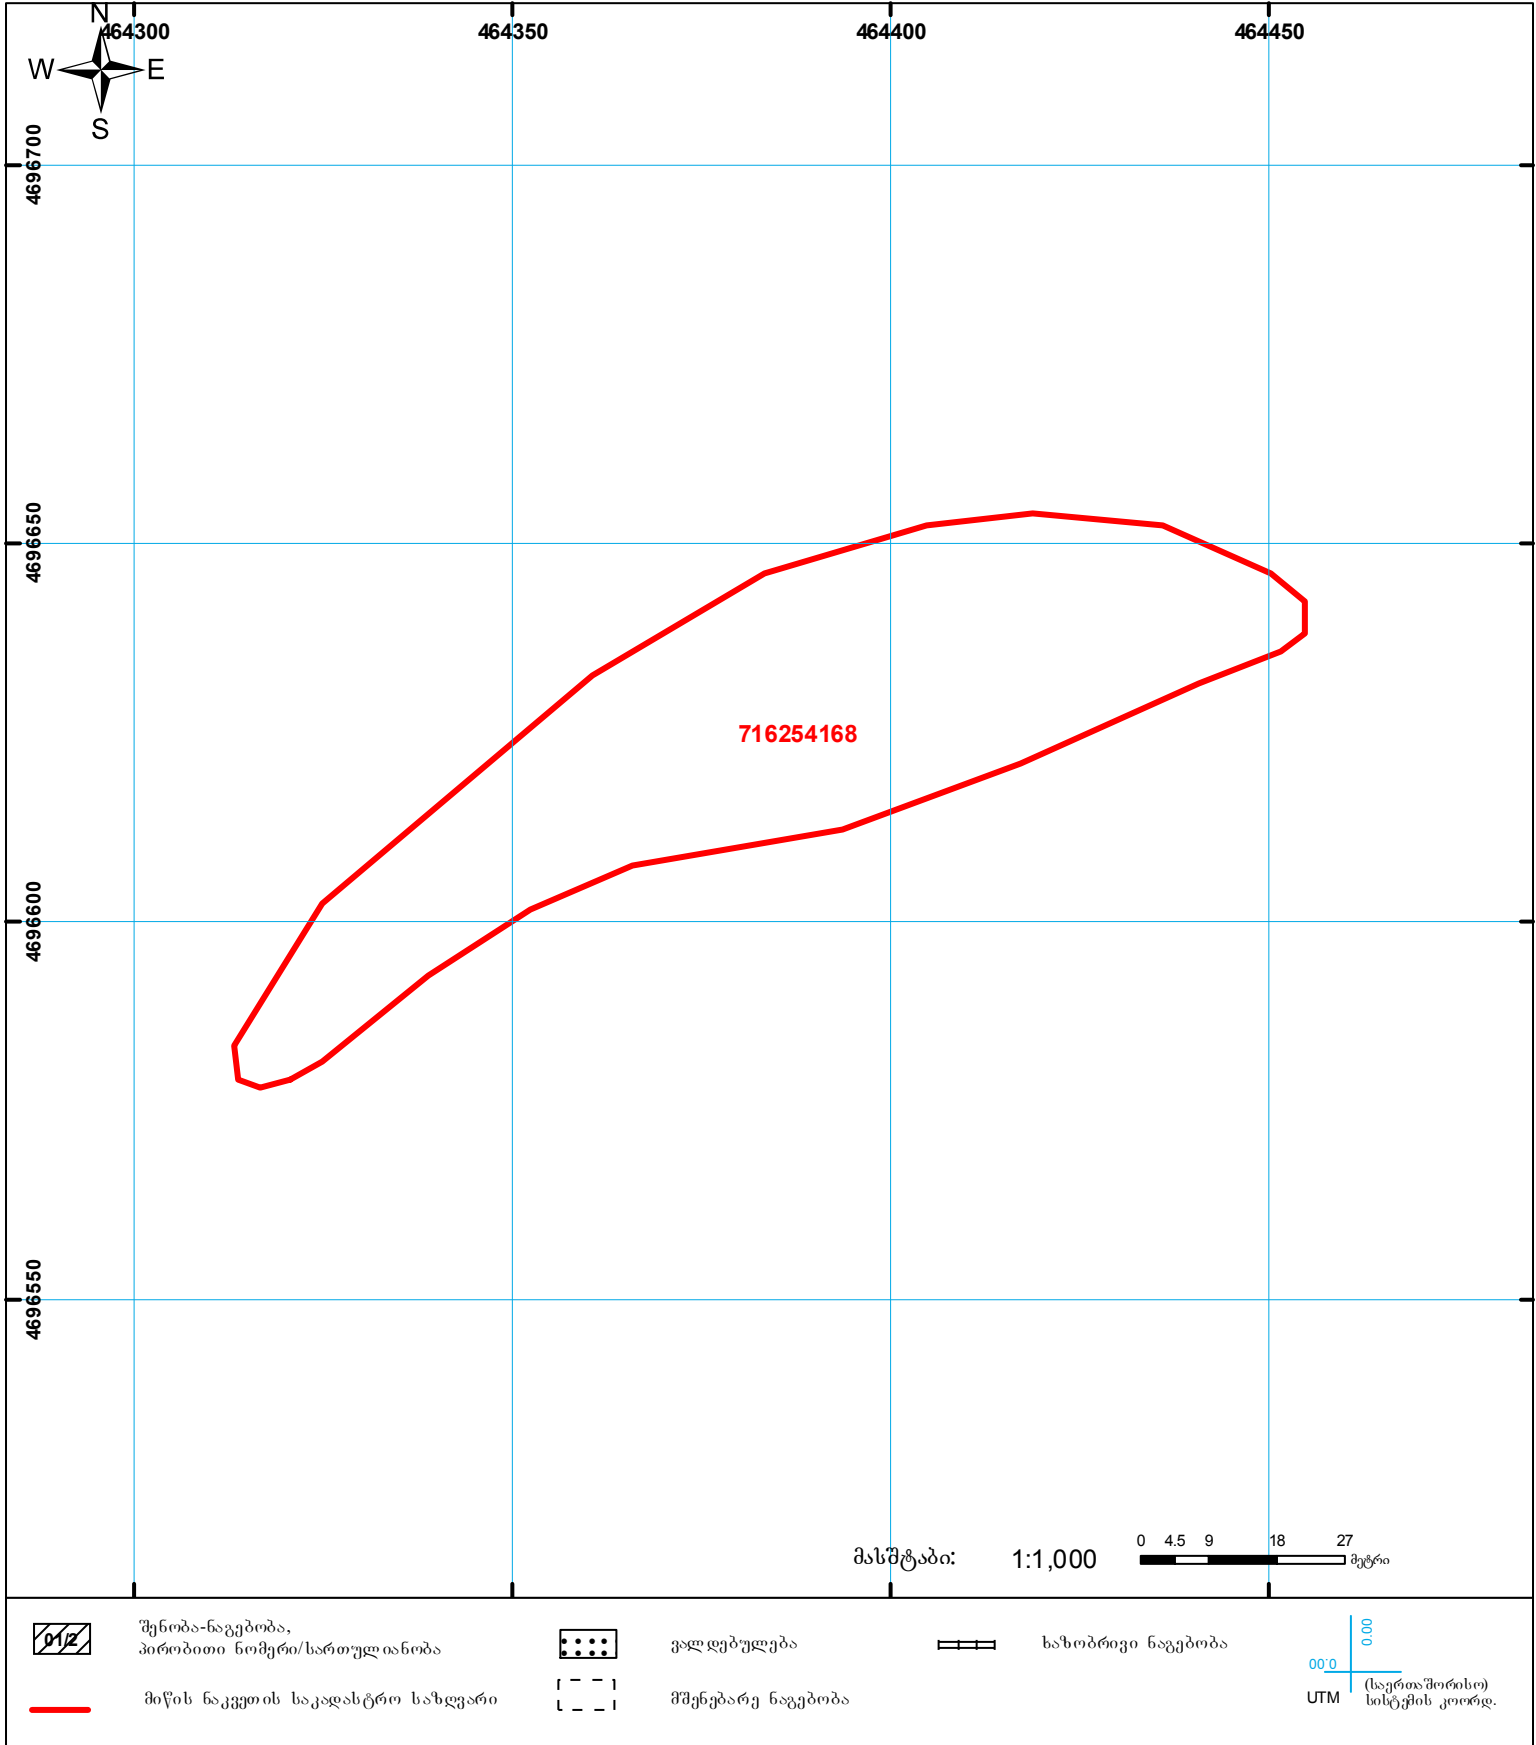 N
464300
464350
464400
464450
W
E
S
4696700
4696650
4696600
4696550
716254168
მასშტაბი:
1:1,000
0 4.5 9 18 27
მეტრი
01/2
შენობა-ნაგებობა,
პირობითი ნომერი/სართულიანობა
ვალდებულება
ხაზობრივი ნაგებობა
მიწის ნაკვეთის საკადასტრო საზღვარი
მშენებარე ნაგებობა
0.00
00.0
UTM
(საერთაშორისო)
სისტემის კოორდ.